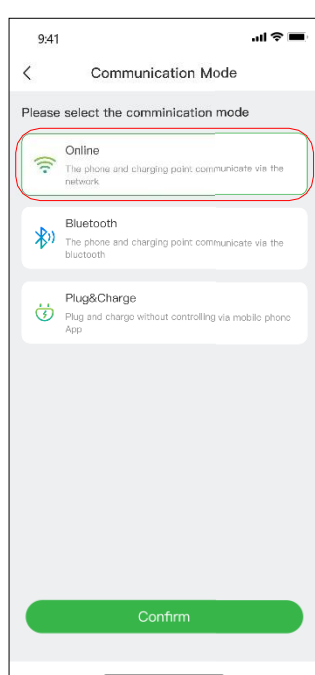 9:41
Communication Mode
Please select the comminication mode
Online
The phone and charging point communicate via the
network
Bluetooth
The phone and charging point communicate via the
bluetooth
Plug&Charge
Plug and charge without controlling via mobile phone
App
Confirm